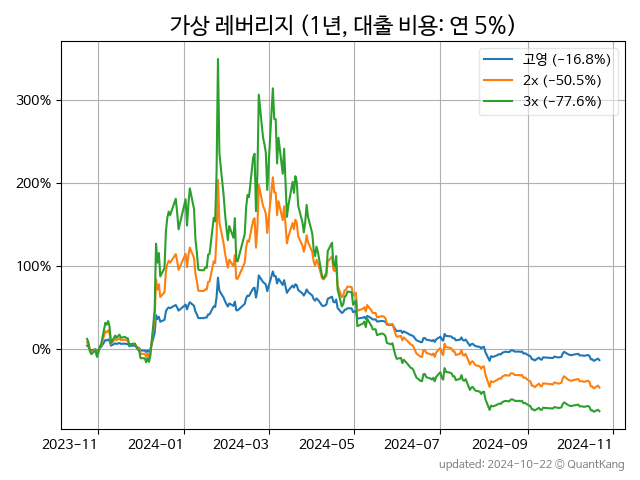 가상 레버리지 (1년, 대출 비용: 연 5%)
고영 (-16.8%)
2x (-50.5%)
3x (-77.6%)
300%
200%
100%
0%
2023-11 2024-01 2024-03 2024-05 2024-07 2024-09 2024-11
updated: 2024-10-22 © QuantKang